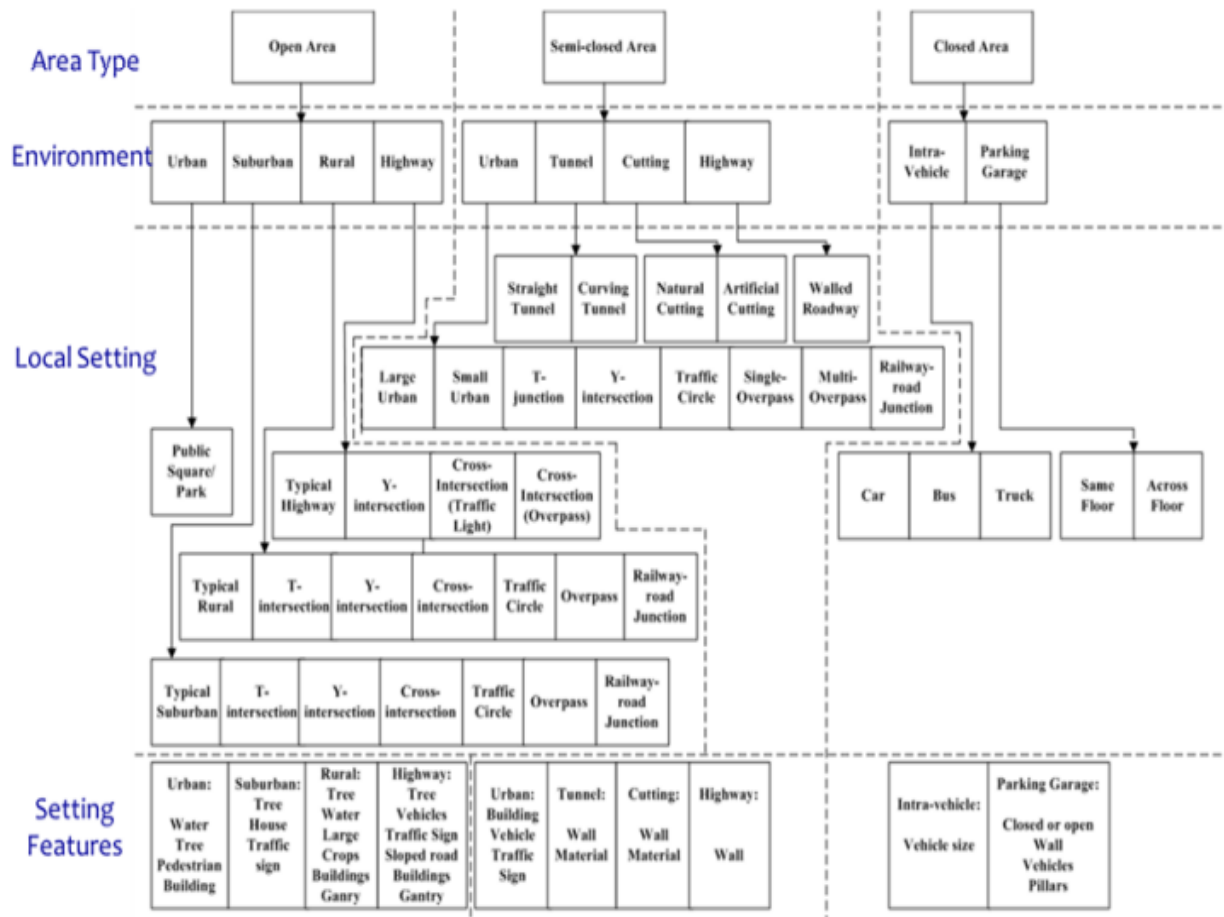 Area Type
Open Area
Semi-closed Area
Closed Area
Environment
Urban
Suburban
Rural
Highway
Urban
Tunnel
Cutting
Highway
Intra-
Vehicle
Parking
Garage
Local Setting
Straight
Tunnel
Curving
Tunnel
Natural
Cutting
Artificial
Cutting
Walled
Roadway
Large
Urban
Small
Urban
T-
junction
Y-
intersection
Traffic
Circle
Single-
Overpass
Multi-
Overpass
Railway-
road
Junction
Public
Square/
Park
Typical
Highway
Y-
intersection
Cross-
Intersection
(Traffic
Light)
Cross-
Intersection
(Overpass)
Car
Bus
Truck
Same
Floor
Across
Floor
Typical
Rural
T-
intersection
Y-
intersection
Cross-
intersection
Traffic
Circle
Overpass
Railway-
road
Junction
Typical
Suburban
T-
intersection
Y-
intersection
Cross-
intersection
Traffic
Circle
Overpass
Railway-
road
Junction
Setting
Features
Urban:
Water
Tree
Pedestrian
Building
Suburban:
Tree
House
Traffic
sign
Rural:
Tree
Water
Large
Crops
Buildings
Ganry
Highway:
Tree
Vehicles
Traffic Sign
Sloped road
Buildings
Gantry
Urban:
Building
Vehicle
Traffic
Sign
Tunnel:
Wall
Material
Cutting:
Wall
Material
Highway:
Wall
Intra-vehicle:
Vehicle size
Parking Garage:
Closed or open
Wall
Vehicles
Pillars